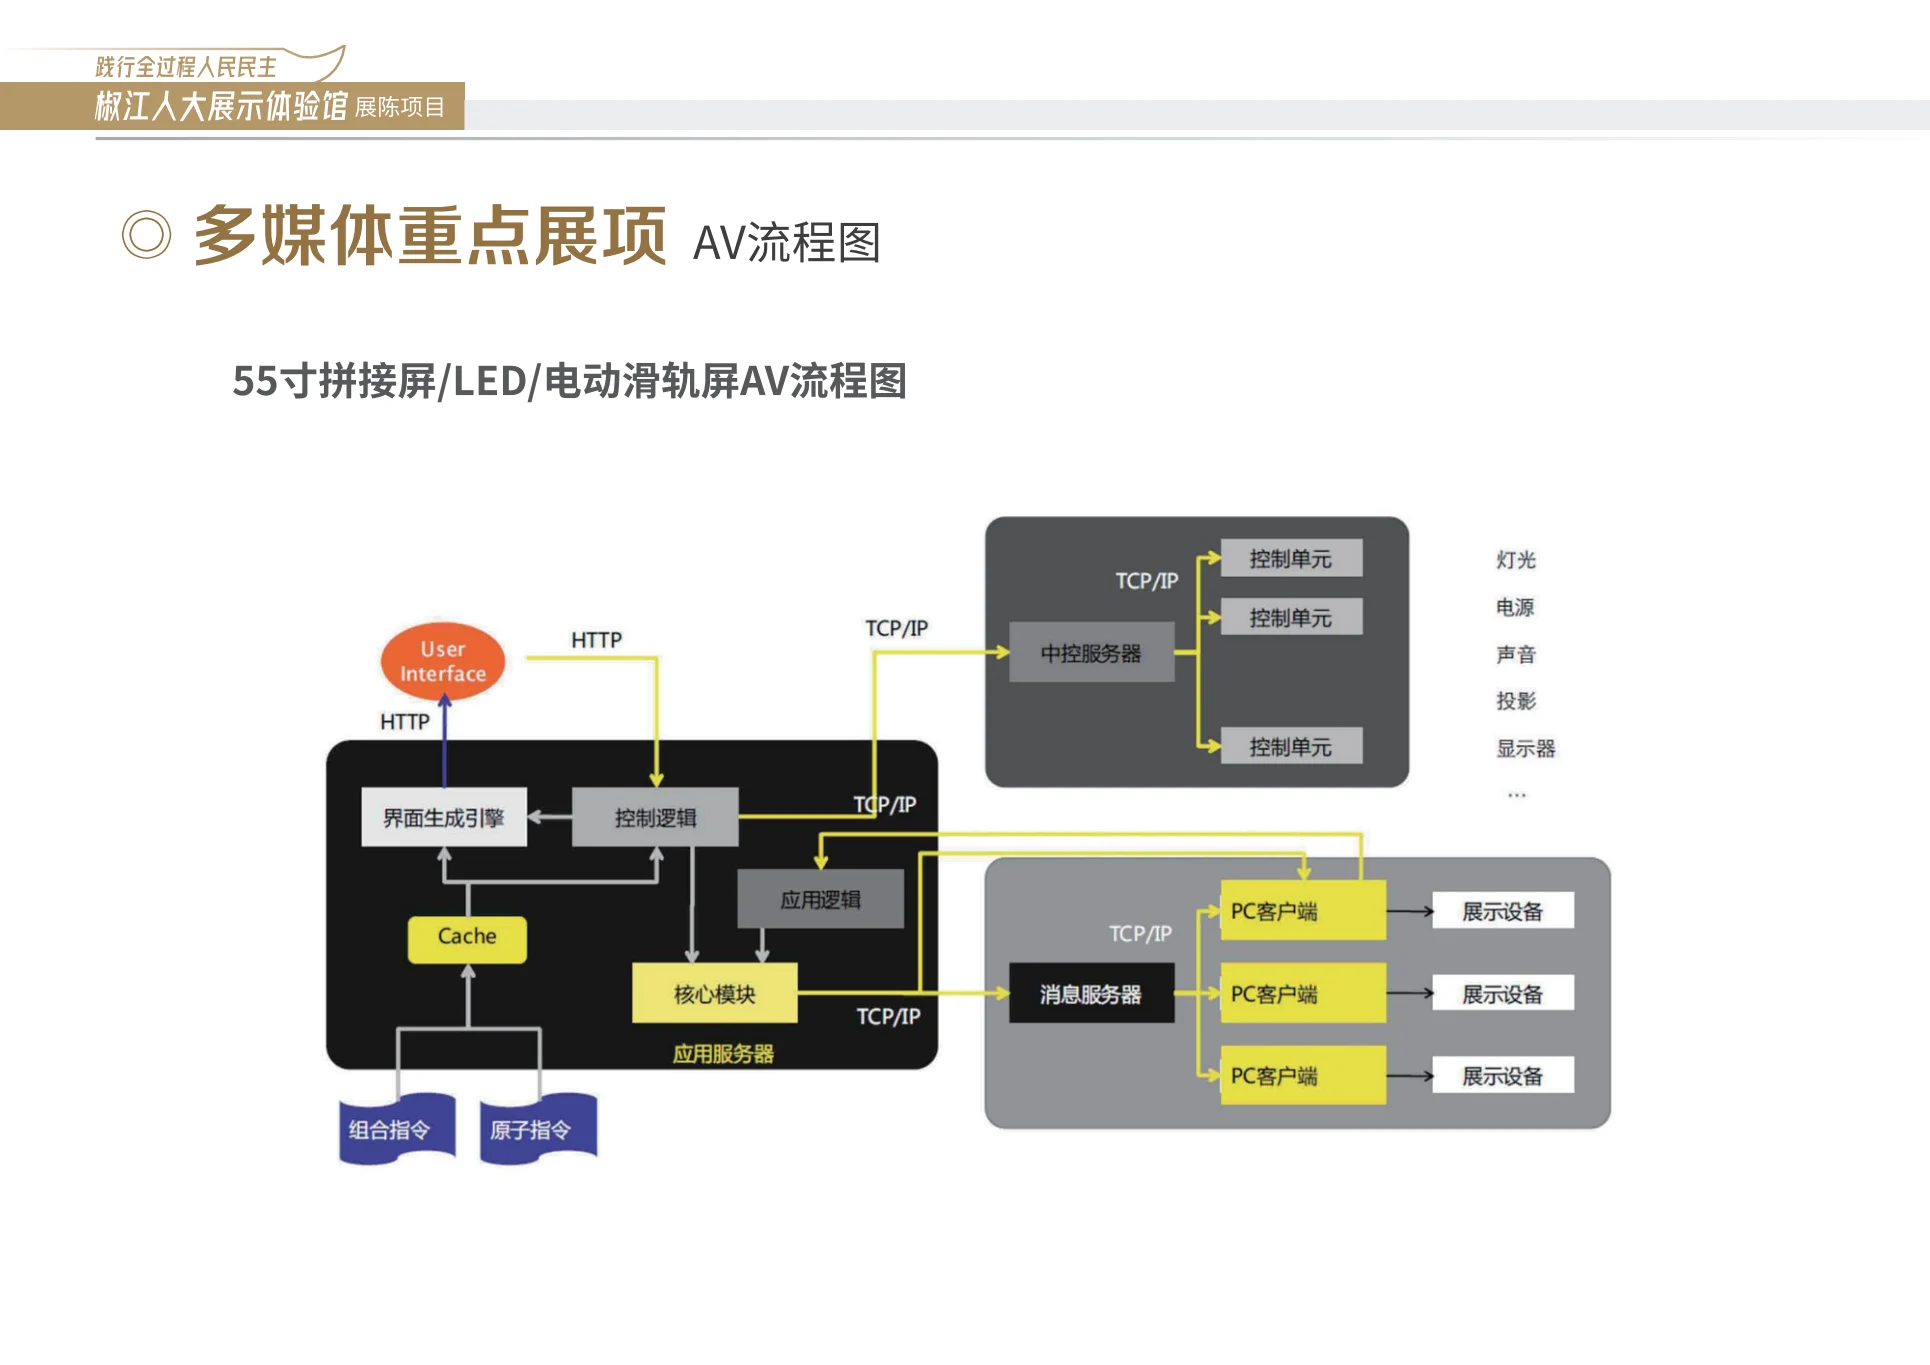 践行全过程人民民主
椒江人大展示体验馆 展陈项目
◎ 多媒体重点展项 AV流程图
55寸拼接屏/LED/电动滑轨屏AV流程图
控制单元
灯光
TCP/IP
控制单元
电源
TCP/IP
HTTP
User
Interface
中控服务器
声音
投影
HTTP
控制单元
显示器
...
TCP/IP
界面生成引擎
控制逻辑
应用逻辑
PC客户端
展示设备
TCP/IP
Cache
核心模块
消息服务器
PC客户端
展示设备
TCP/IP
应用服务器
PC客户端
展示设备
组合指令
原子指令